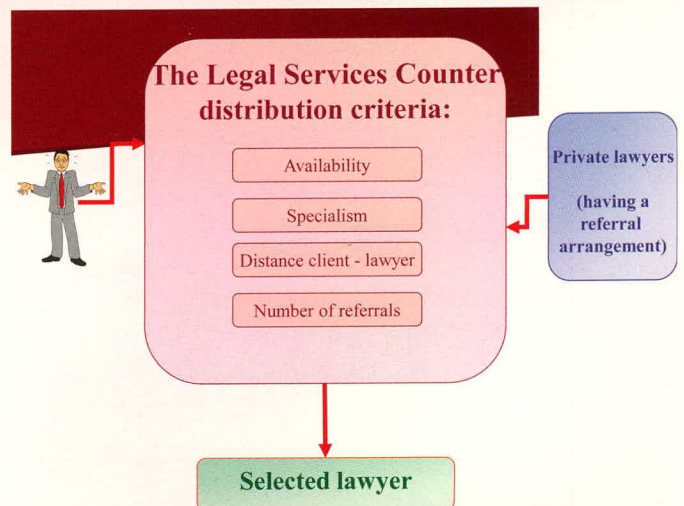 The Legal Services Counter
distribution criteria:
Availability
Specialism
Distance client - lawyer
Number of referrals
Private lawyers
(having a
referral
arrangement)
Selected lawyer